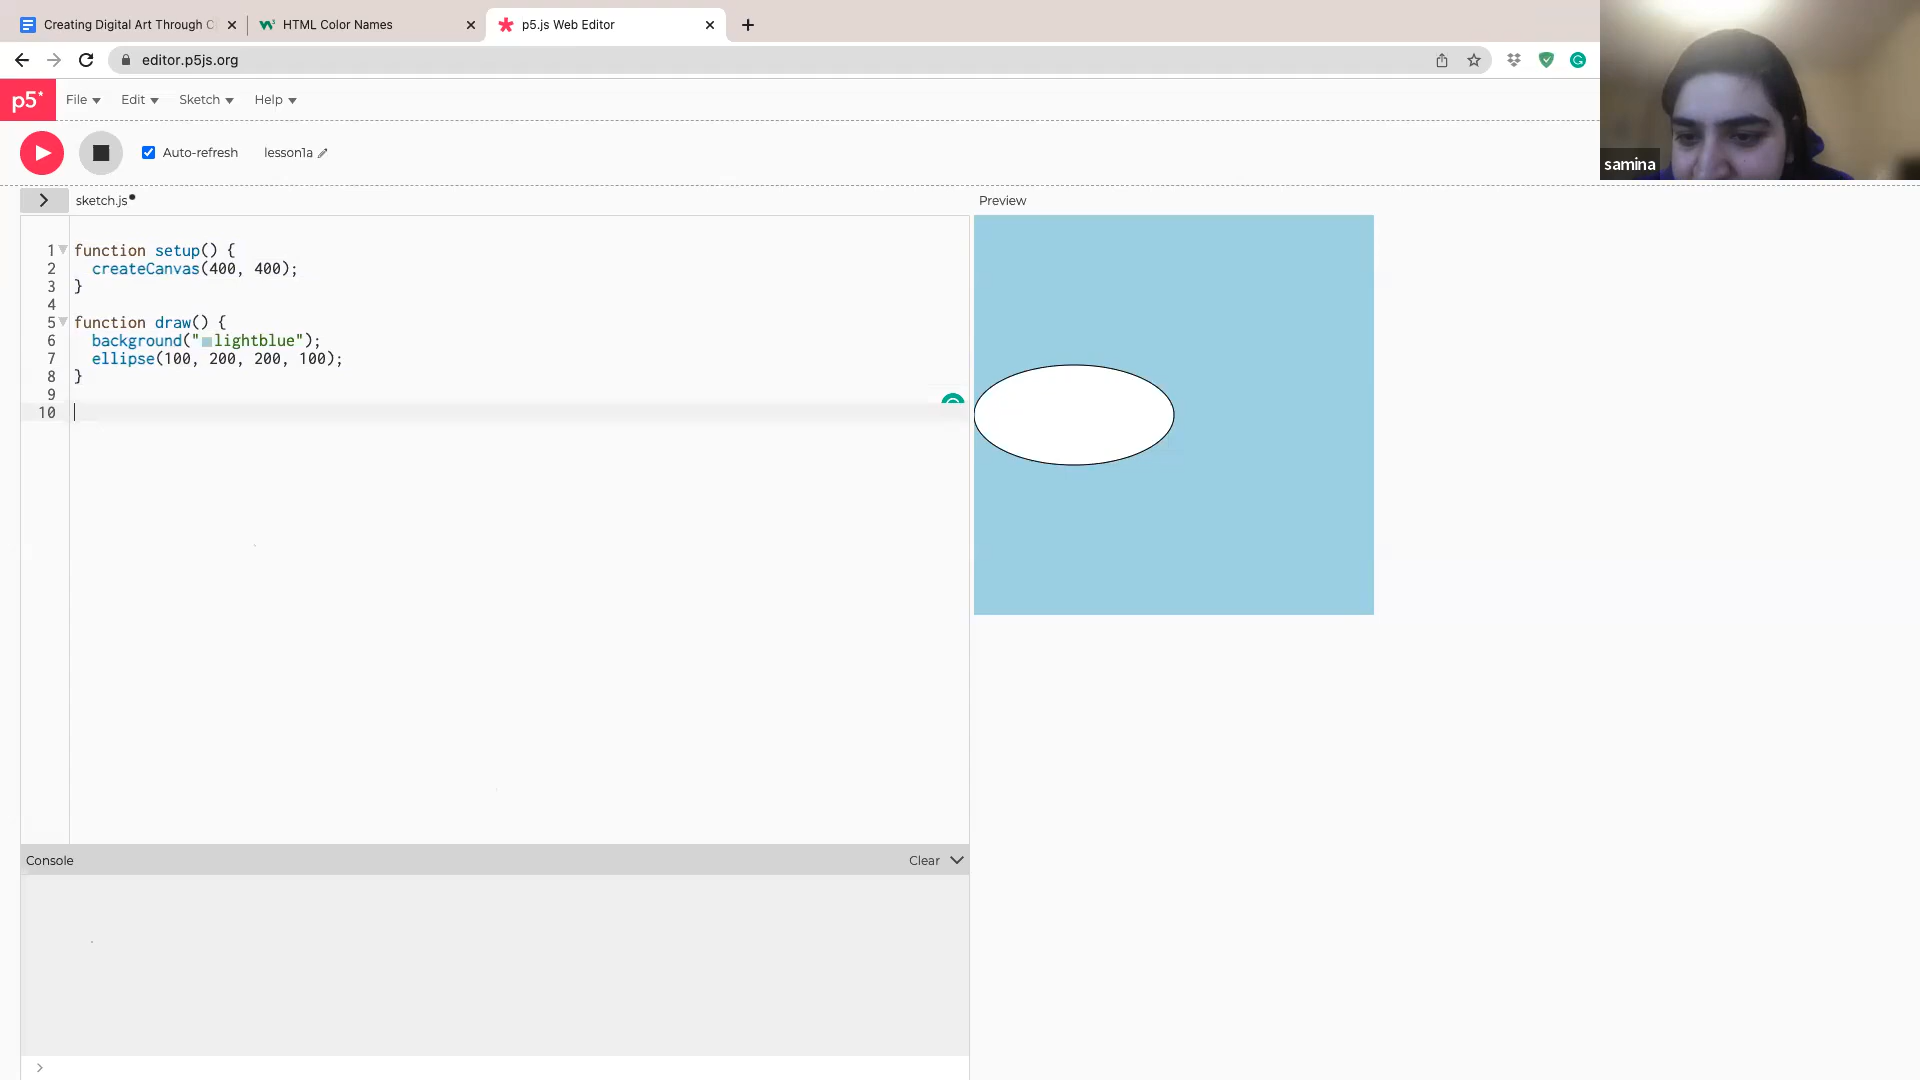 Creating Digital Art Through
HTML Color Names
p5.js Web Editor
editor.p5js.org
p5*
File
Edit
Sketch
Help
Auto-refresh
lesson1a
samina
sketch.js
Preview
1 function setup() {
2 createCanvas(400, 400);
3 }
4
5 function draw() {
6 background("lightblue");
7 ellipse(100, 200, 200, 100);
8 }
9
10
Console
Clear
>